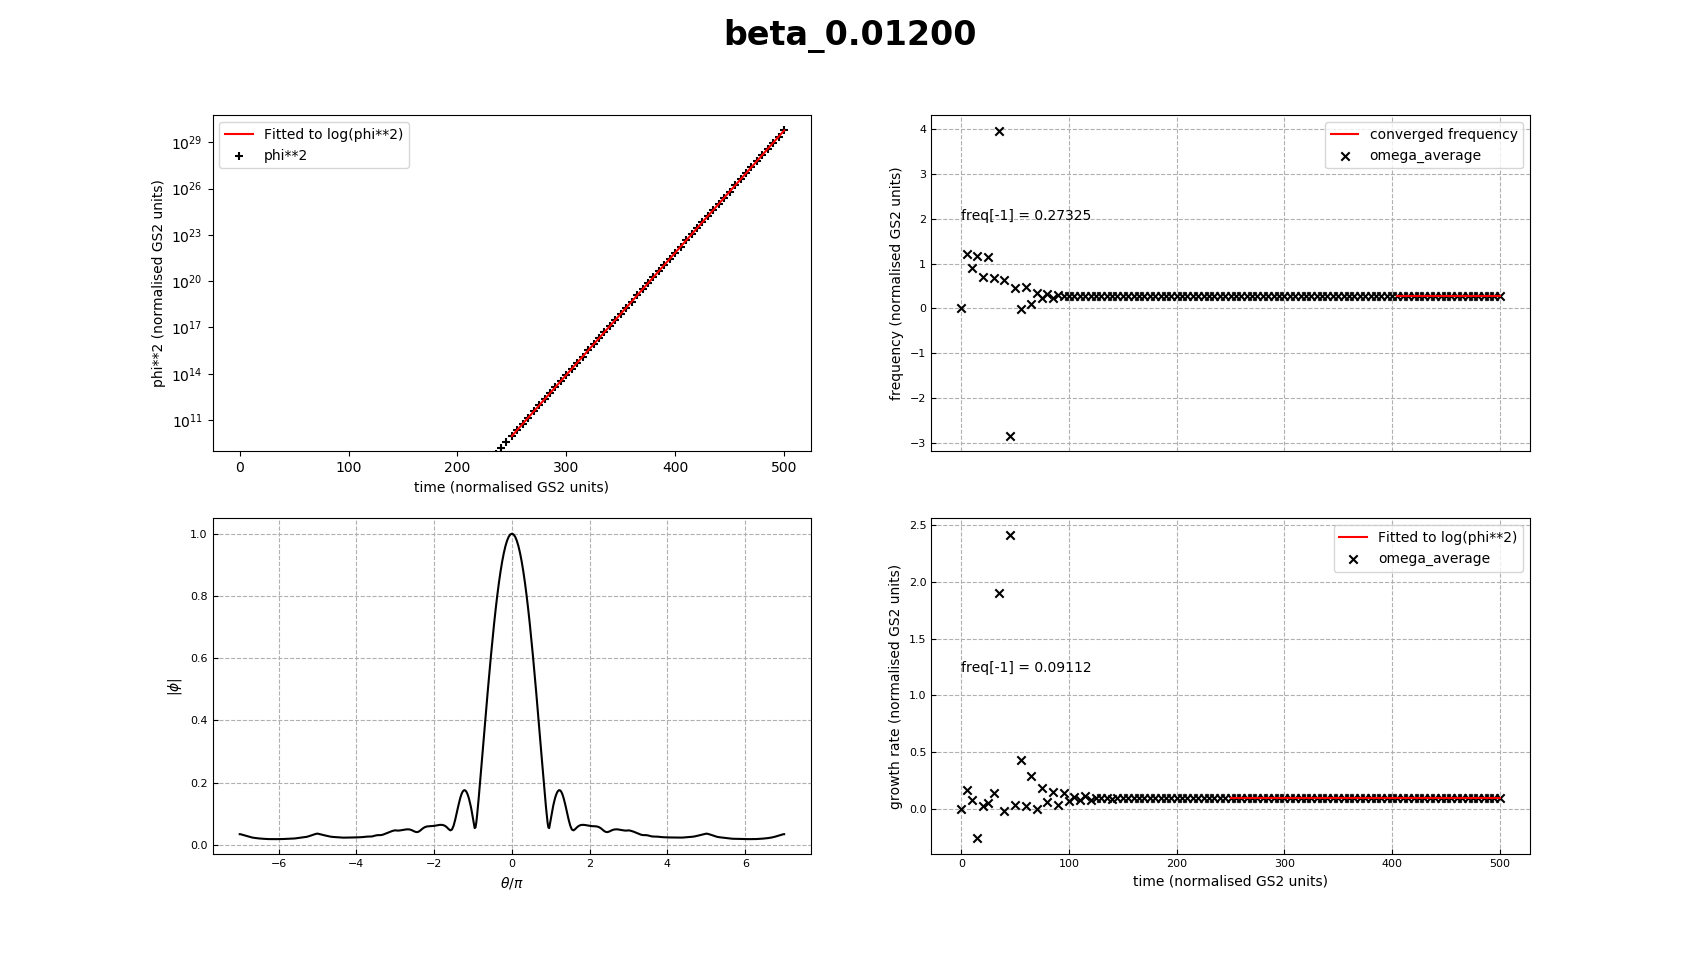 beta_0.01200
Fitted to log(phi**2)
phi**2
phi**2 (normalised GS2 units)
10^29
10^26
10^23
10^20
10^17
10^14
10^11
0 100 200 300 400 500
time (normalised GS2 units)
converged frequency
omega_average
freq[-1] = 0.27325
frequency (normalised GS2 units)
4
3
2
1
0
−1
−2
−3
|ϕ|
1.0
0.8
0.6
0.4
0.2
0.0
−6 −4 −2 0 2 4 6
θ/π
Fitted to log(phi**2)
omega_average
freq[-1] = 0.09112
growth rate (normalised GS2 units)
2.5
2.0
1.5
1.0
0.5
0.0
0 100 200 300 400 500
time (normalised GS2 units)